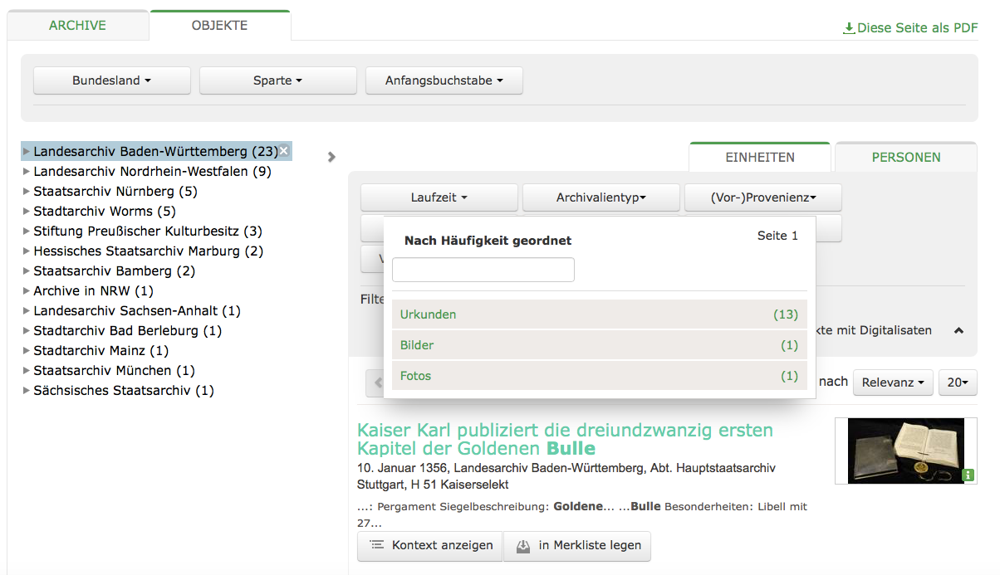 ARCHIVE
OBJEKTE
Diese Seite als PDF
Bundesland
Sparte
Anfangsbuchstabe
Landesarchiv Baden-Württemberg (23)
Landesarchiv Nordrhein-Westfalen (9)
Staatsarchiv Nürnberg (5)
Stadtarchiv Worms (5)
Stiftung Preußischer Kulturbesitz (3)
Hessisches Staatsarchiv Marburg (2)
Staatsarchiv Bamberg (2)
Archive in NRW (1)
Landesarchiv Sachsen-Anhalt (1)
Stadtarchiv Bad Berleburg (1)
Stadtarchiv Mainz (1)
Staatsarchiv München (1)
Sächsisches Staatsarchiv (1)
EINHEITEN
PERSONEN
Laufzeit
Archivalientyp
(Vor-)Provenienz
Nach Häufigkeit geordnet
Seite 1
Urkunden (13)
Bilder (1)
Fotos (1)
V
Filte
kte mit Digitalisaten
nach
Relevanz
20
Kaiser Karl publiziert die dreiundzwanzig ersten
Kapitel der Goldenen Bulle
10. Januar 1356, Landesarchiv Baden-Württemberg, Abt. Hauptstaatsarchiv
Stuttgart, H 51 Kaiserselekt
...: Pergament Siegelbeschreibung: Goldene... ...Bulle Besonderheiten: Libell mit
27...
Kontext anzeigen
in Merkliste legen